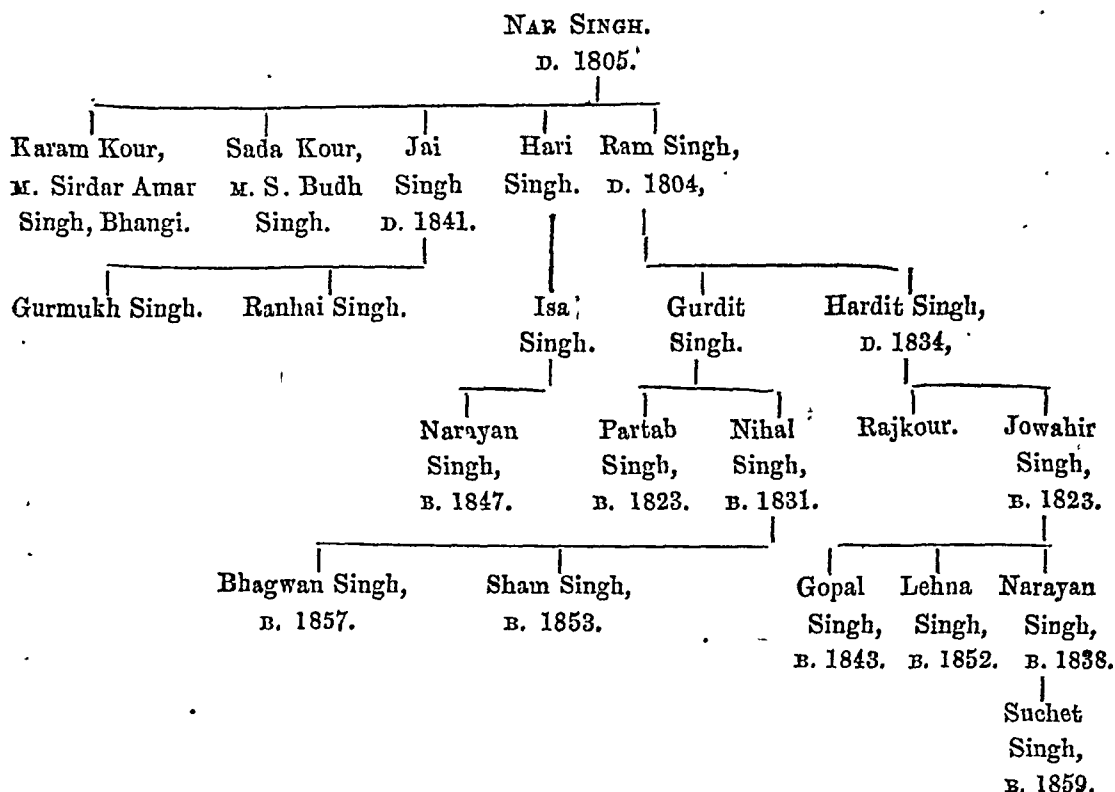 NAR SINGH.
D. 1805.
Karam Kour, Sada Kour, Jai Hari Ram Singh,
M. Sirdar Amar M. S. Budh Singh Singh. D. 1804,
Singh, Bhangi. Singh. D. 1841.
Gurmukh Singh. Ranhai Singh. Isa Gurdit Hardit Singh,
Singh. Singh. D. 1834,
Narayan Partab Nihal Rajkour. Jowahir
Singh, Singh, Singh, Singh,
B. 1847. B. 1823. B. 1831. B. 1823.
Bhagwan Singh, Sham Singh, Gopal Lehna Narayan
B. 1857. B. 1853. Singh, Singh, Singh,
B. 1843. B. 1852. B. 1838.
Suchet
Singh,
B. 1859.